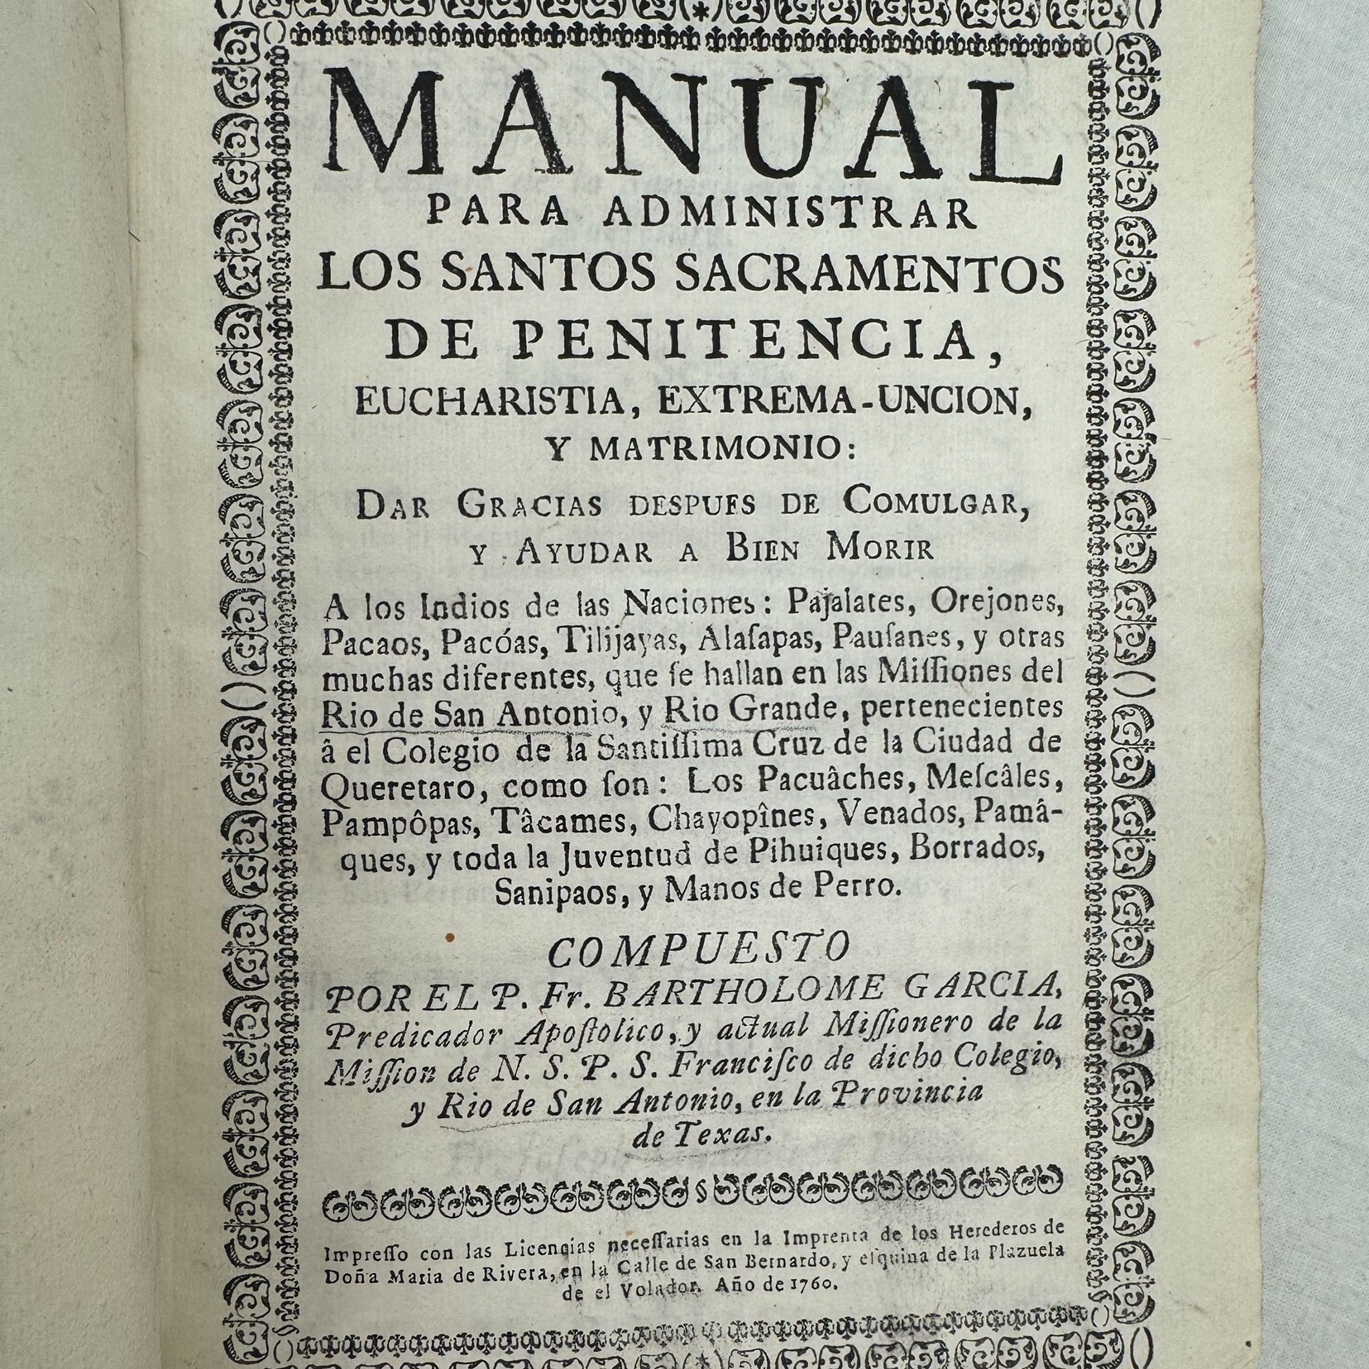 MANUAL
PARA ADMINISTRAR
LOS SANTOS SACRAMENTOS
DE PENITENCIA,
EUCHARISTIA, EXTREMA-UNCION,
Y MATRIMONIO:
DAR GRACIAS DESPUES DE COMULGAR,
Y AYUDAR A BIEN MORIR
A los Indios de las Naciones: Pajalates, Orejones,
Pacaos, Pacóas, Tilijayas, Alaſapas, Pauſanes, y otras
muchas diferentes, que ſe hallan en las Miſſiones del
Rio de San Antonio, y Rio Grande, pertenecientes
â el Colegio de la Santiſſima Cruz de la Ciudad de
Queretaro, como ſon: Los Pacuâches, Meſcâles,
Pampôpas, Tâcames, Chayopînes, Venados, Pamâ-
ques, y toda la Juventud de Pihuiques, Borrados,
Sanipaos, y Manos de Perro.
COMPUESTO
POR EL P. Fr. BARTHOLOME GARCIA,
Predicador Apoſtolico, y actual Miſſionero de la
Miſſion de N. S. P. S. Franciſco de dicho Colegio,
y Rio de San Antonio, en la Provincia
de Texas.
Impreſſo con las Licencias neceſſarias en la Imprenta de los Herederos de
Doña Maria de Rivera, en la Calle de San Bernardo, y eſquina de la Plazuela
de el Volador. Año de 1760.